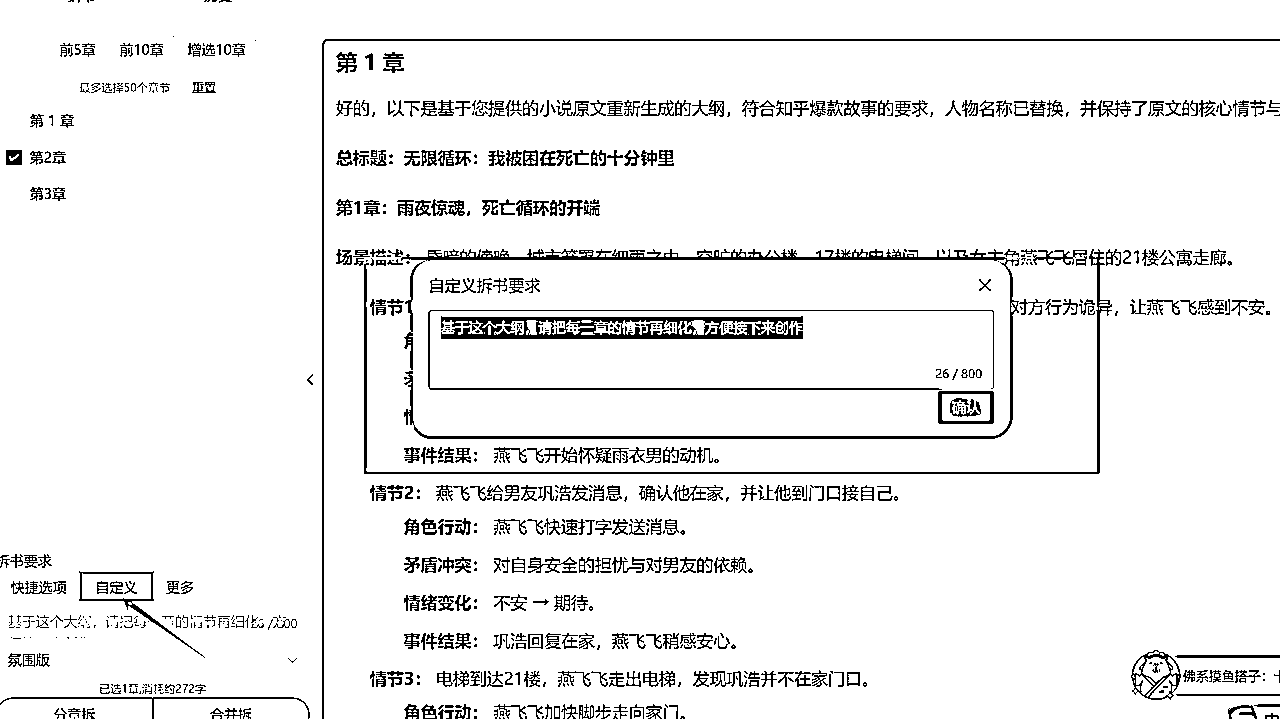 前5章 前10章 增选10章
最多选择50个章节 重置
第 1 章
第2章
第3章
拆书要求
快捷选项 自定义 更多
基于这个大纲，请把每 章的情节再细化
氛围版
已选1章,消耗约272字
分章拆 合并拆
第 1 章
好的，以下是基于您提供的小说原文重新生成的大纲，符合知乎爆款故事的要求，人物名称已替换，并保持了原文的核心情节与
总标题：无限循环：我被困在死亡的十分钟里
第1章：雨夜惊魂，死亡循环的开端
场景描述： 昏暗的傍晚，城市笼罩在细雨之中，空旷的办公楼，17楼的电梯间，以及女主角燕飞飞居住的21楼公寓走廊。
情节1
对方行为诡异，让燕飞飞感到不安。
自定义拆书要求
基于这个大纲，请把每三章的情节再细化，方便接下来创作
26 / 800
确认
事件结果： 燕飞飞开始怀疑雨衣男的动机。
情节2： 燕飞飞给男友巩浩发消息，确认他在家，并让他到门口接自己。
角色行动： 燕飞飞快速打字发送消息。
矛盾冲突： 对自身安全的担忧与对男友的依赖。
情绪变化： 不安 → 期待。
事件结果： 巩浩回复在家，燕飞飞稍感安心。
情节3： 电梯到达21楼，燕飞飞走出电梯，发现巩浩并不在家门口。
角色行动： 燕飞飞加快脚步走向家门。
佛系摸鱼搭子：